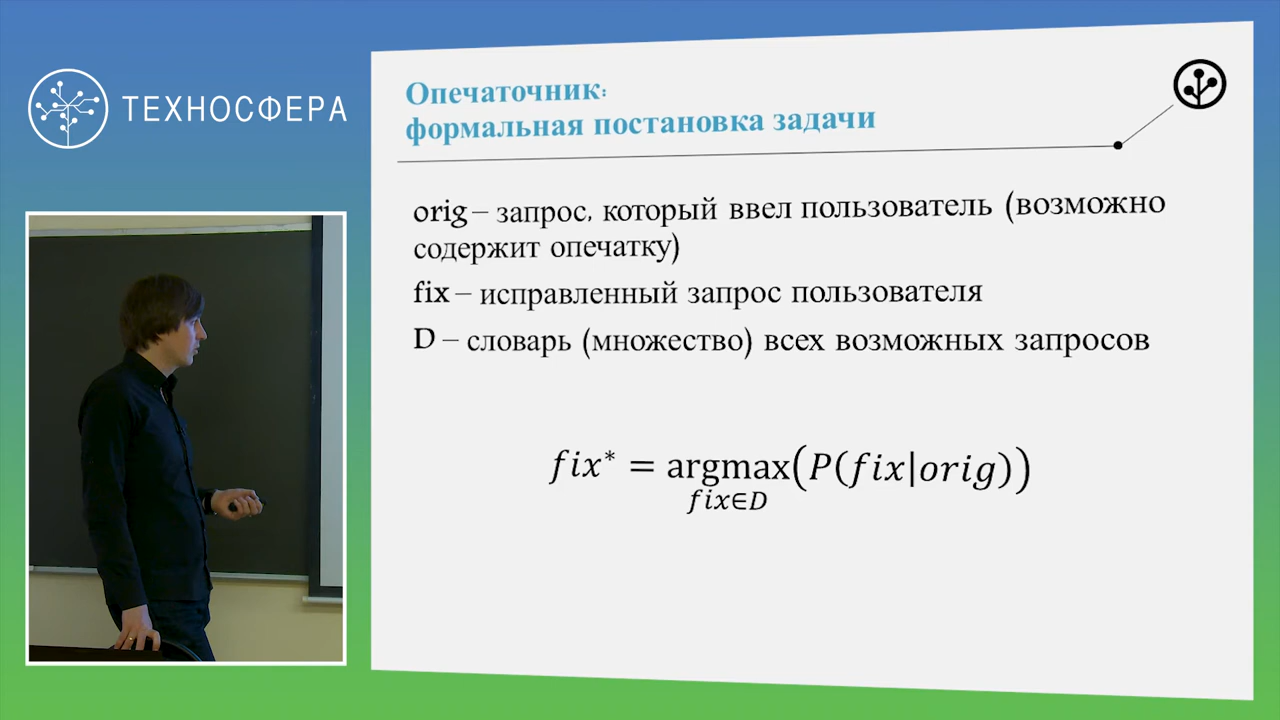 ТЕХНОСФЕРА
Опечаточник:
формальная постановка задачи
orig – запрос, который ввел пользователь (возможно
содержит опечатку)
fix – исправленный запрос пользователя
D – словарь (множество) всех возможных запросов
fix* = argmax(P(fix|orig))
fix∈D